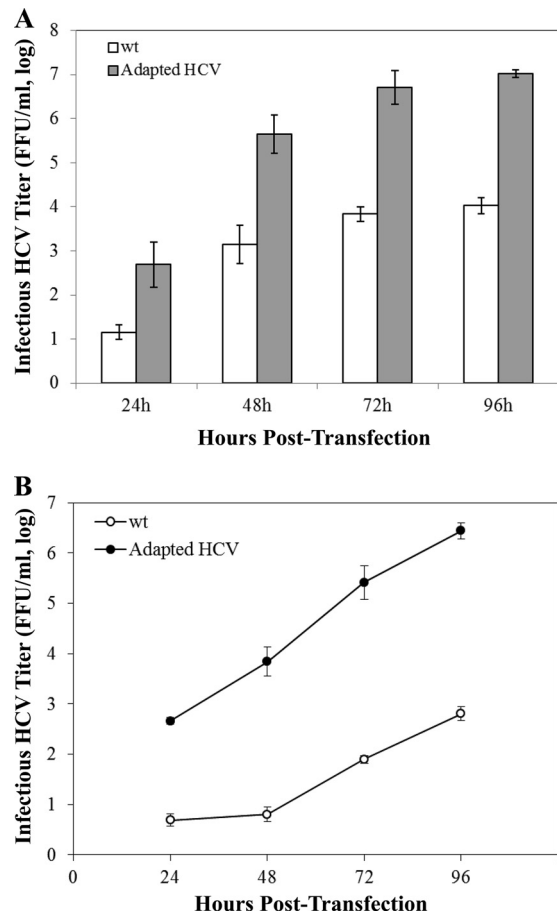 A
8
7
6
5
4
3
2
1
0
Infectious HCV Titer (FFU/ml, log)
wt
Adapted HCV
24h 48h 72h 96h
Hours Post-Transfection
B
7
6
5
4
3
2
1
0
Infectious HCV Titer (FFU/ml, log)
wt
Adapted HCV
0 24 48 72 96
Hours Post-Transfection